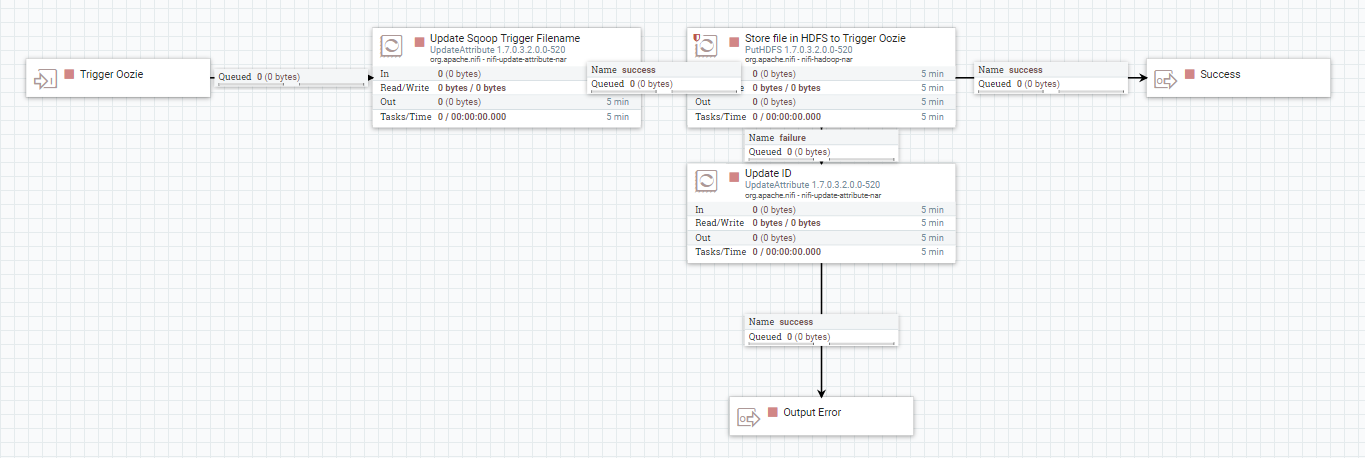 Trigger Oozie
Queued 0 (0 bytes)
Update Sqoop Trigger Filename
UpdateAttribute 1.7.0.3.2.0.0-520
org.apache.nifi - nifi-update-attribute-nar
In 0 (0 bytes)
Read/Write 0 bytes / 0 bytes
Out 0 (0 bytes) 5 min
Tasks/Time 0 / 00:00:00.000 5 min
Name success
Queued 0 (0 bytes)
Store file in HDFS to Trigger Oozie
PutHDFS 1.7.0.3.2.0.0-520
org.apache.nifi - nifi-hadoop-nar
0 (0 bytes) 5 min
0 bytes / 0 bytes 5 min
Out 0 (0 bytes) 5 min
Tasks/Time 0 / 00:00:00.000 5 min
Name success
Queued 0 (0 bytes)
Success
Name failure
Queued 0 (0 bytes)
Update ID
UpdateAttribute 1.7.0.3.2.0.0-520
org.apache.nifi - nifi-update-attribute-nar
In 0 (0 bytes) 5 min
Read/Write 0 bytes / 0 bytes 5 min
Out 0 (0 bytes) 5 min
Tasks/Time 0 / 00:00:00.000 5 min
Name success
Queued 0 (0 bytes)
Output Error